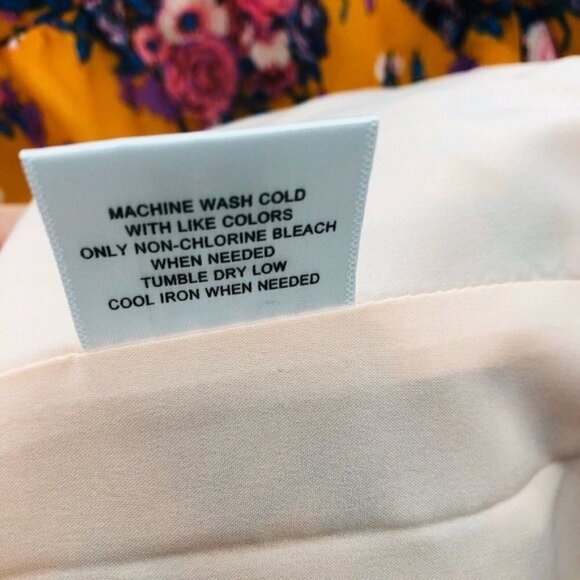 MACHINE WASH COLD
WITH LIKE COLORS
ONLY NON-CHLORINE BLEACH
WHEN NEEDED
TUMBLE DRY LOW
COOL IRON WHEN NEEDED